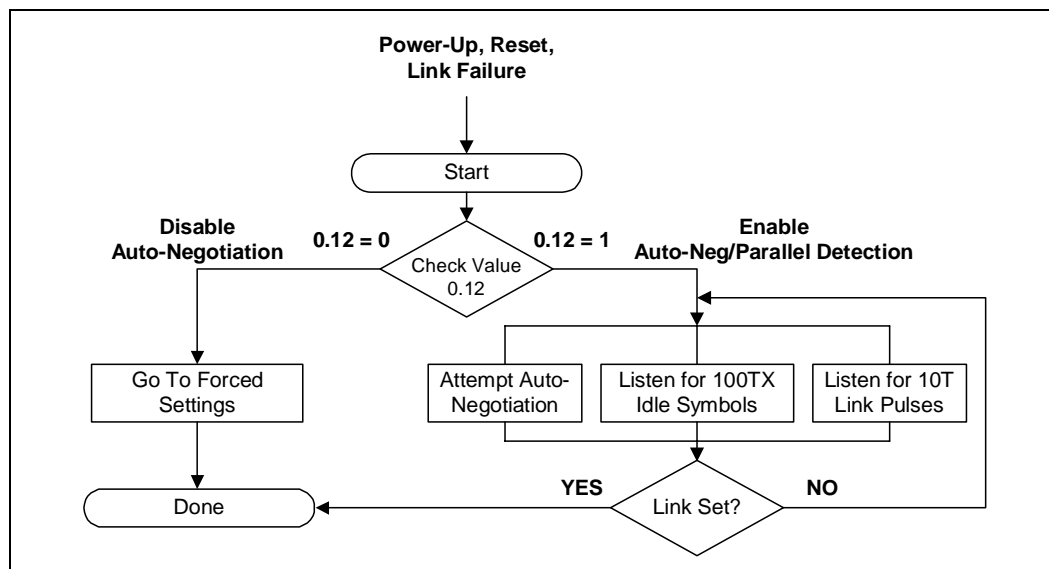 Power-Up, Reset,
Link Failure
Start
Disable
Auto-Negotiation
0.12 = 0
0.12 = 1
Enable
Auto-Neg/Parallel Detection
Check Value
0.12
Go To Forced
Settings
Attempt Auto-
Negotiation
Listen for 100TX
Idle Symbols
Listen for 10T
Link Pulses
Done
YES
Link Set?
NO